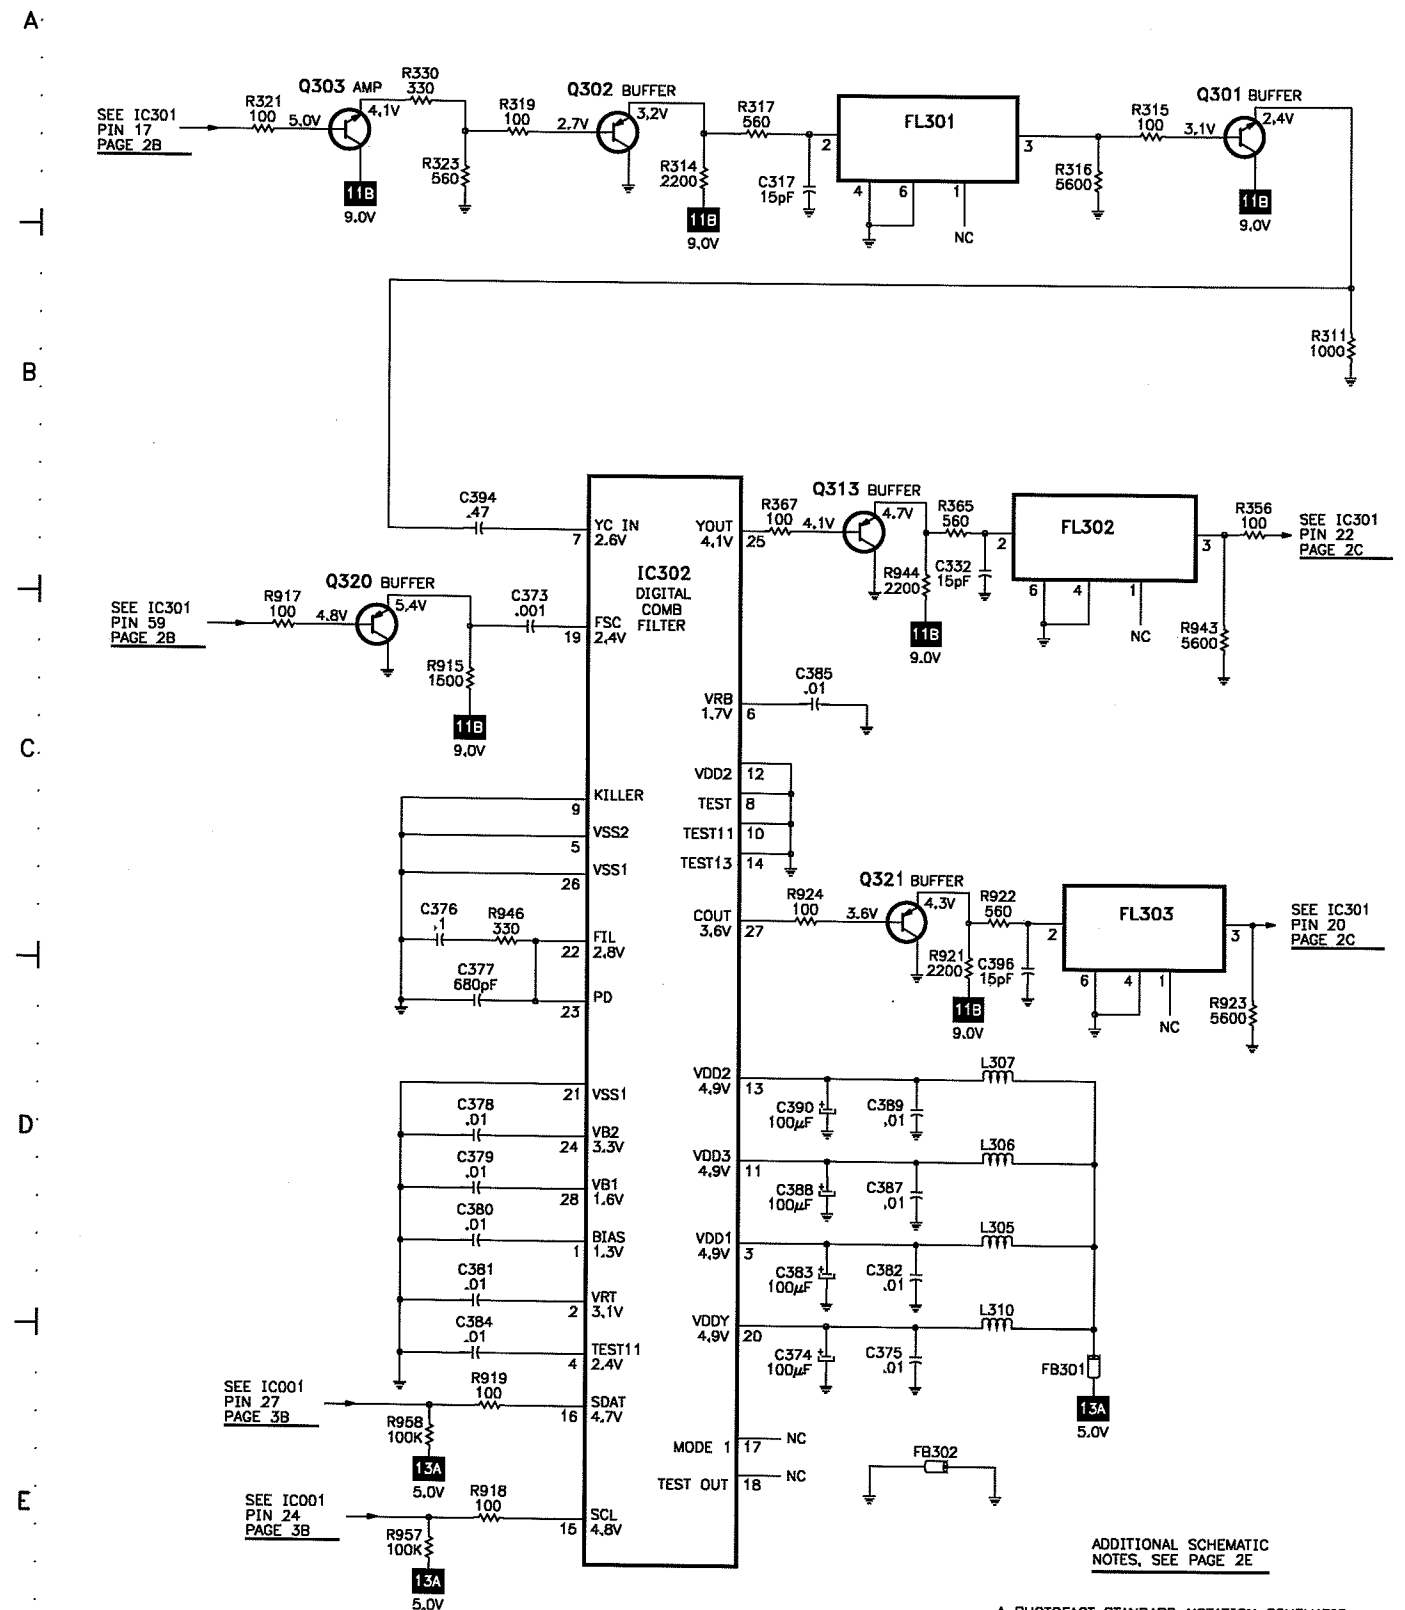 A
SEE IC301
PIN 17
PAGE 2B
R321
100
5.0V
Q303 AMP
4.1V
R330
330
11B
9.0V
R323
560
R319
100
2.7V
Q302 BUFFER
3.2V
R314
2200
11B
9.0V
R317
560
C317
15pF
2
FL301
3
4
6
1
NC
R316
5600
R315
100
3.1V
Q301 BUFFER
2.4V
11B
9.0V
R311
1000
B
C394
.47
7
YC IN
2.6V
YOUT
4.1V
25
R367
100
4.1V
Q313 BUFFER
4.7V
R365
560
R944
2200
11B
9.0V
C332
15pF
2
FL302
3
6
4
1
NC
R356
100
SEE IC301
PIN 22
PAGE 2C
R943
5600
IC302
DIGITAL
COMB
FILTER
SEE IC301
PIN 59
PAGE 2B
R917
100
4.8V
Q320 BUFFER
5.4V
R915
1500
11B
9.0V
C373
.001
19
FSC
2.4V
VRB
1.7V
6
C385
.01
C
VDD2
12
TEST
8
TEST11
10
TEST13
14
9
KILLER
5
VSS2
26
VSS1
C376
.1
R946
330
22
FIL
2.8V
C377
680pF
23
PD
COUT
3.6V
27
R924
100
3.6V
Q321 BUFFER
4.3V
R922
560
R921
2200
11B
9.0V
C396
15pF
2
FL303
3
6
4
1
NC
SEE IC301
PIN 20
PAGE 2C
R923
5600
D
21
VSS1
C378
.01
24
VB2
3.3V
C379
.01
28
VB1
1.6V
C380
.01
1
BIAS
1.3V
C381
.01
2
VRT
3.1V
C384
.01
4
TEST11
2.4V
VDD2
4.9V
13
C390
100µF
C389
.01
L307
VDD3
4.9V
11
C388
100µF
C387
.01
L306
VDD1
4.9V
3
C383
100µF
C382
.01
L305
VDDY
4.9V
20
C374
100µF
C375
.01
L310
FB301
13A
5.0V
SEE IC001
PIN 27
PAGE 3B
R958
100K
13A
5.0V
R919
100
16
SDAT
4.7V
MODE 1
17
NC
TEST OUT
18
NC
FB302
E
SEE IC001
PIN 24
PAGE 3B
R957
100K
13A
5.0V
R918
100
15
SCL
4.8V
ADDITIONAL SCHEMATIC
NOTES, SEE PAGE 2E